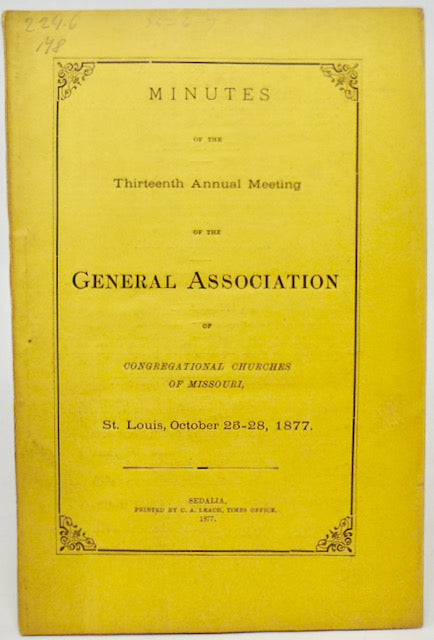 224.6
198
MINUTES
OF THE
Thirteenth Annual Meeting
OF THE
GENERAL ASSOCIATION
OF
CONGREGATIONAL CHURCHES
OF MISSOURI,
St. Louis, October 25-28, 1877.
SEDALIA,
PRINTED BY C. A. LEACH, TIMES OFFICE.
1877.